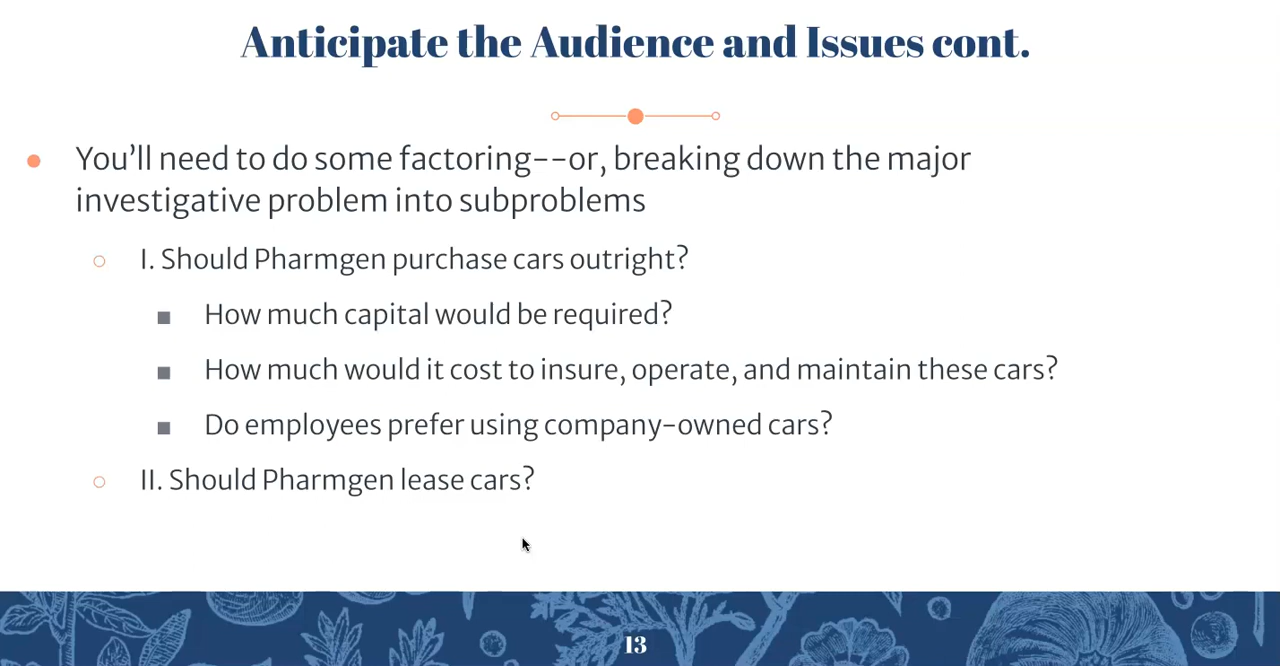 Anticipate the Audience and Issues cont.
You’ll need to do some factoring--or, breaking down the major
investigative problem into subproblems
I. Should Pharmgen purchase cars outright?
How much capital would be required?
How much would it cost to insure, operate, and maintain these cars?
Do employees prefer using company-owned cars?
II. Should Pharmgen lease cars?
13